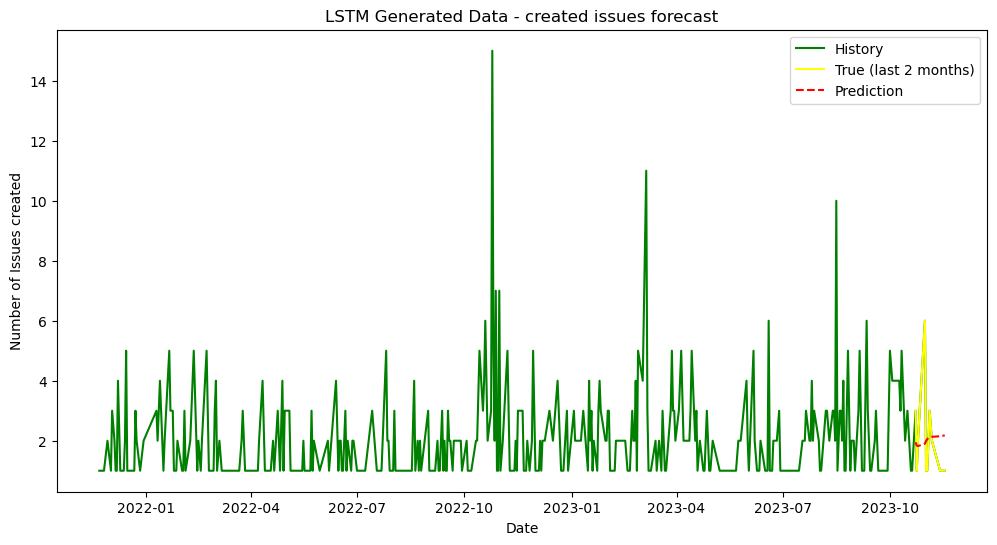 LSTM Generated Data - created issues forecast
History
True (last 2 months)
Prediction
Number of Issues created
14
12
10
8
6
4
2
2022-01
2022-04
2022-07
2022-10
2023-01
2023-04
2023-07
2023-10
Date